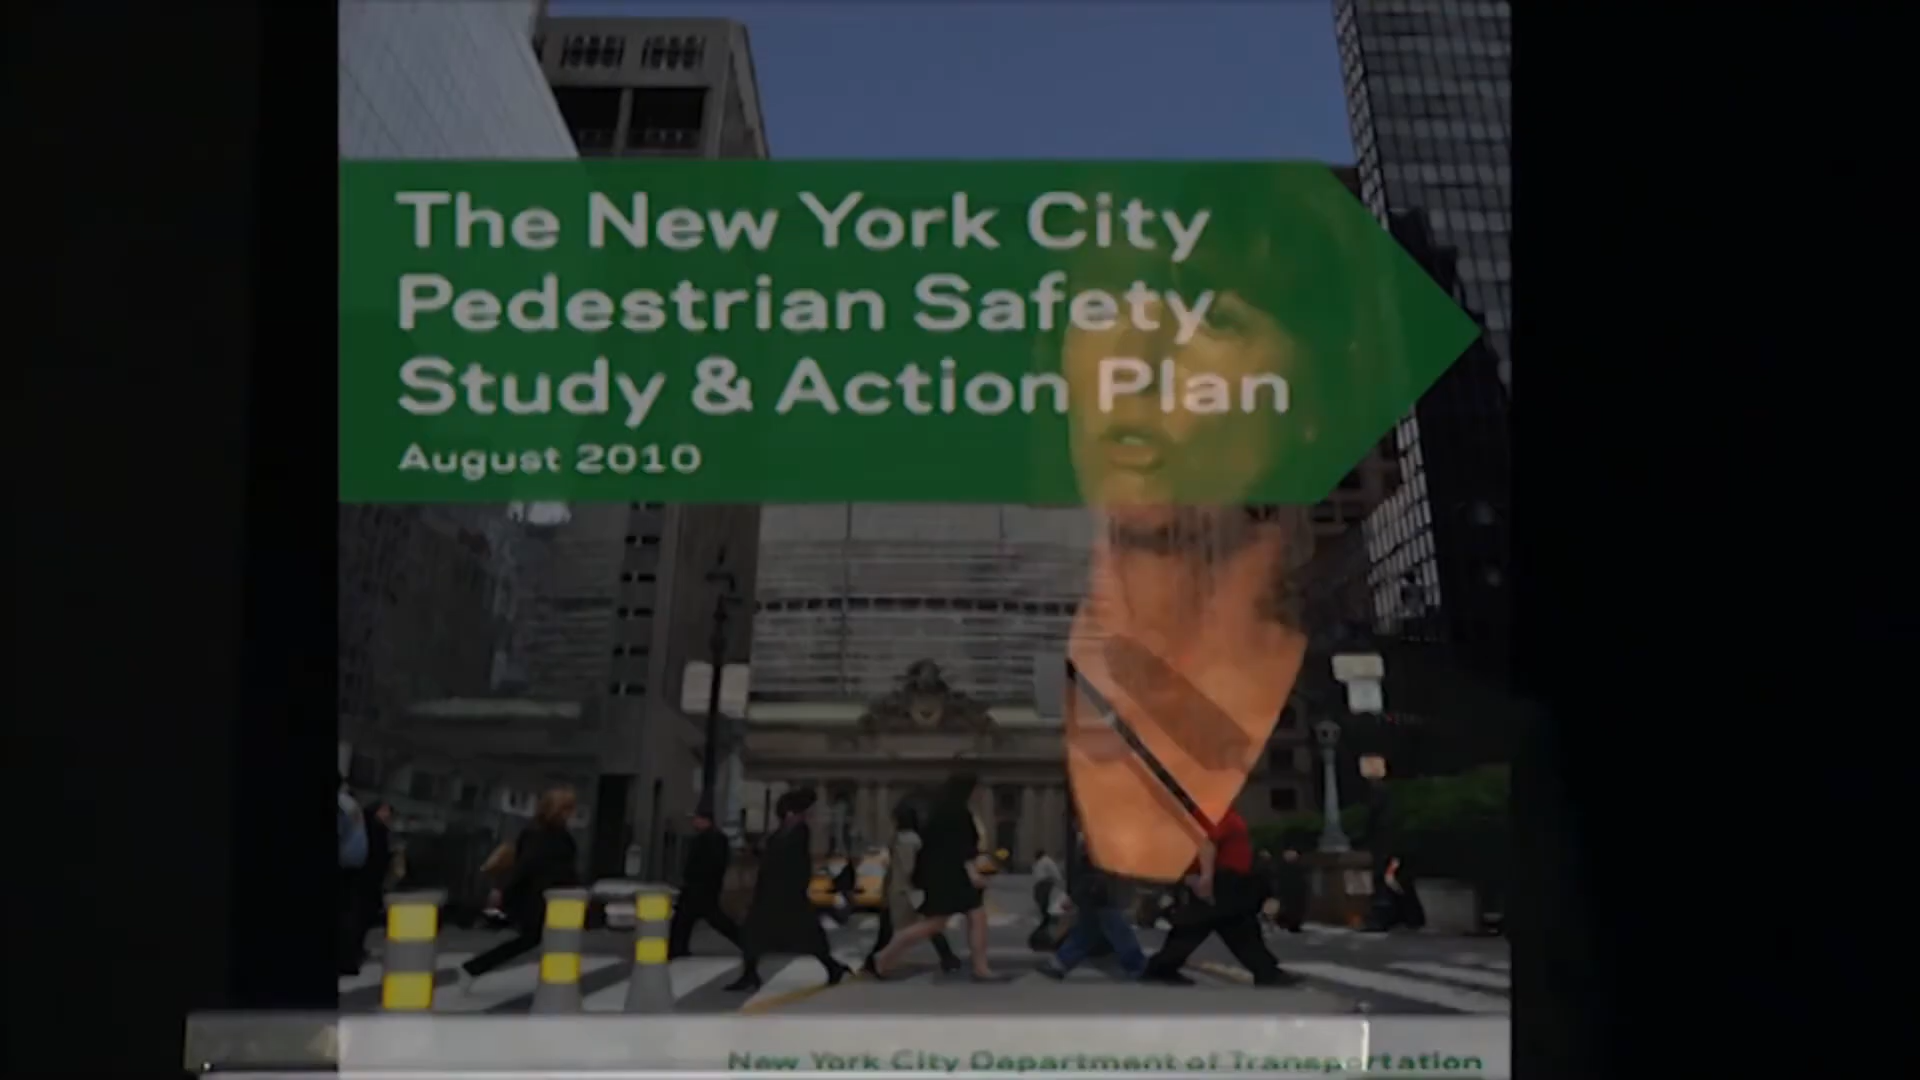 The New York City
Pedestrian Safety
Study & Action Plan
August 2010
New York City Department of Transportation